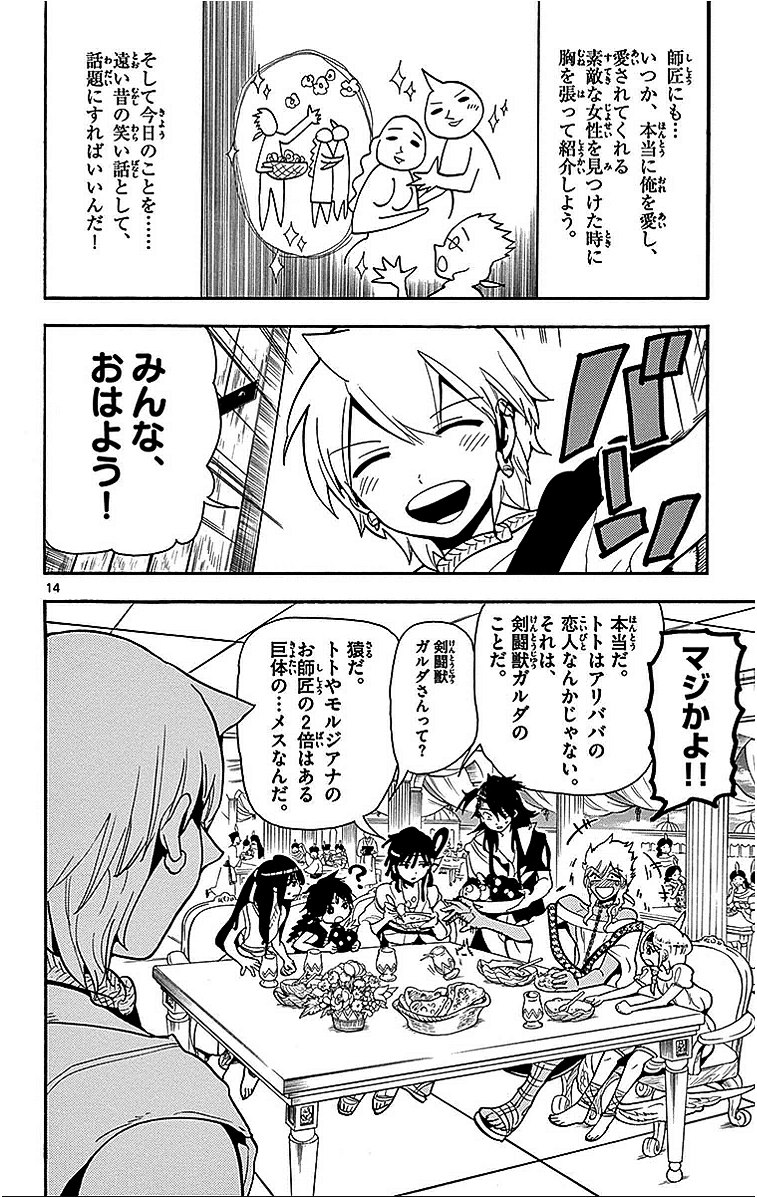 師匠にも…
いつか、本当に俺を愛し、
愛されてくれる
素敵な女性を見つけた時に
胸を張って紹介しよう。
そして今日のことを……
遠い昔の笑い話として、
話題にすればいいんだ！
バン
みんな、
おはよう！
14
マジかよ!!
本当だ。
トトはアリババの
恋人なんかじゃない。
それは、
剣闘獣ガルダの
ことだ。
剣闘獣
ガルダさんって？
猿だ。
トトやモルジアナの
お師匠の2倍はある
巨体の…メスなんだ。
?